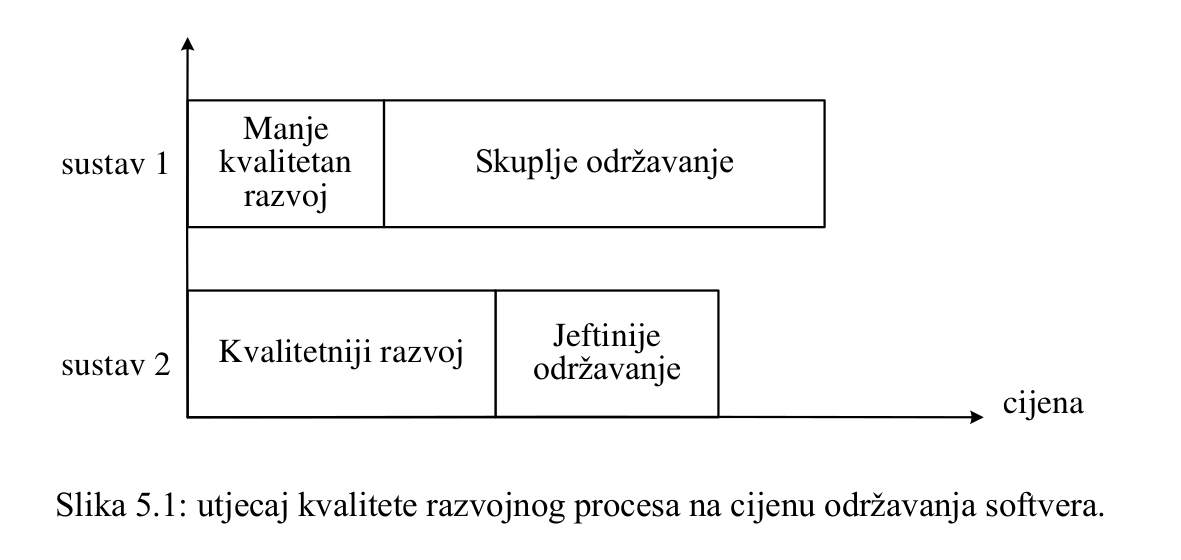 sustav 1
Manje
kvalitetan
razvoj
Skuplje održavanje
sustav 2
Kvalitetniji razvoj
Jeftinije
održavanje
cijena
Slika 5.1: utjecaj kvalitete razvojnog procesa na cijenu održavanja softvera.